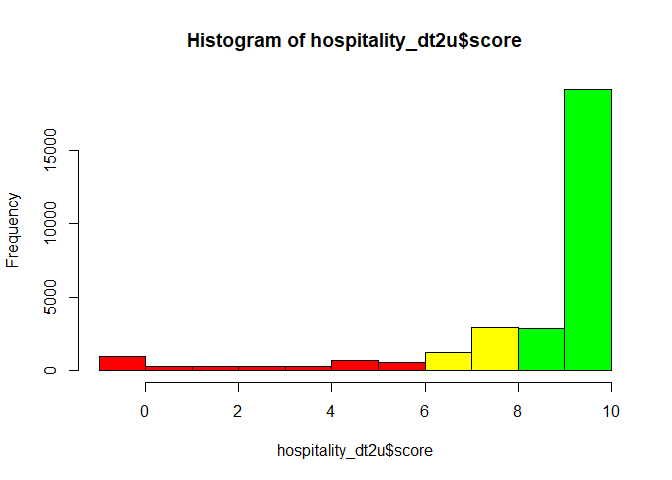 Histogram of hospitality_dt2u$score
Frequency
15000
10000
5000
0
0 2 4 6 8 10
hospitality_dt2u$score